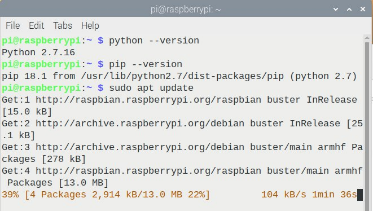 pi@raspberrypi: ~
File Edit Tabs Help
pi@raspberrypi:~ $ python --version
Python 2.7.16
pi@raspberrypi:~ $ pip --version
pip 18.1 from /usr/lib/python2.7/dist-packages/pip (python 2.7)
pi@raspberrypi:~ $ sudo apt update
Get:1 http://raspbian.raspberrypi.org/raspbian buster InRelease
[15.0 kB]
Get:2 http://archive.raspberrypi.org/debian buster InRelease [25
.1 kB]
Get:3 http://archive.raspberrypi.org/debian buster/main armhf Pa
ckages [278 kB]
Get:4 http://raspbian.raspberrypi.org/raspbian buster/main armhf
Packages [13.0 MB]
39% [4 Packages 2,914 kB/13.0 MB 22%] 104 kB/s 1min 36s